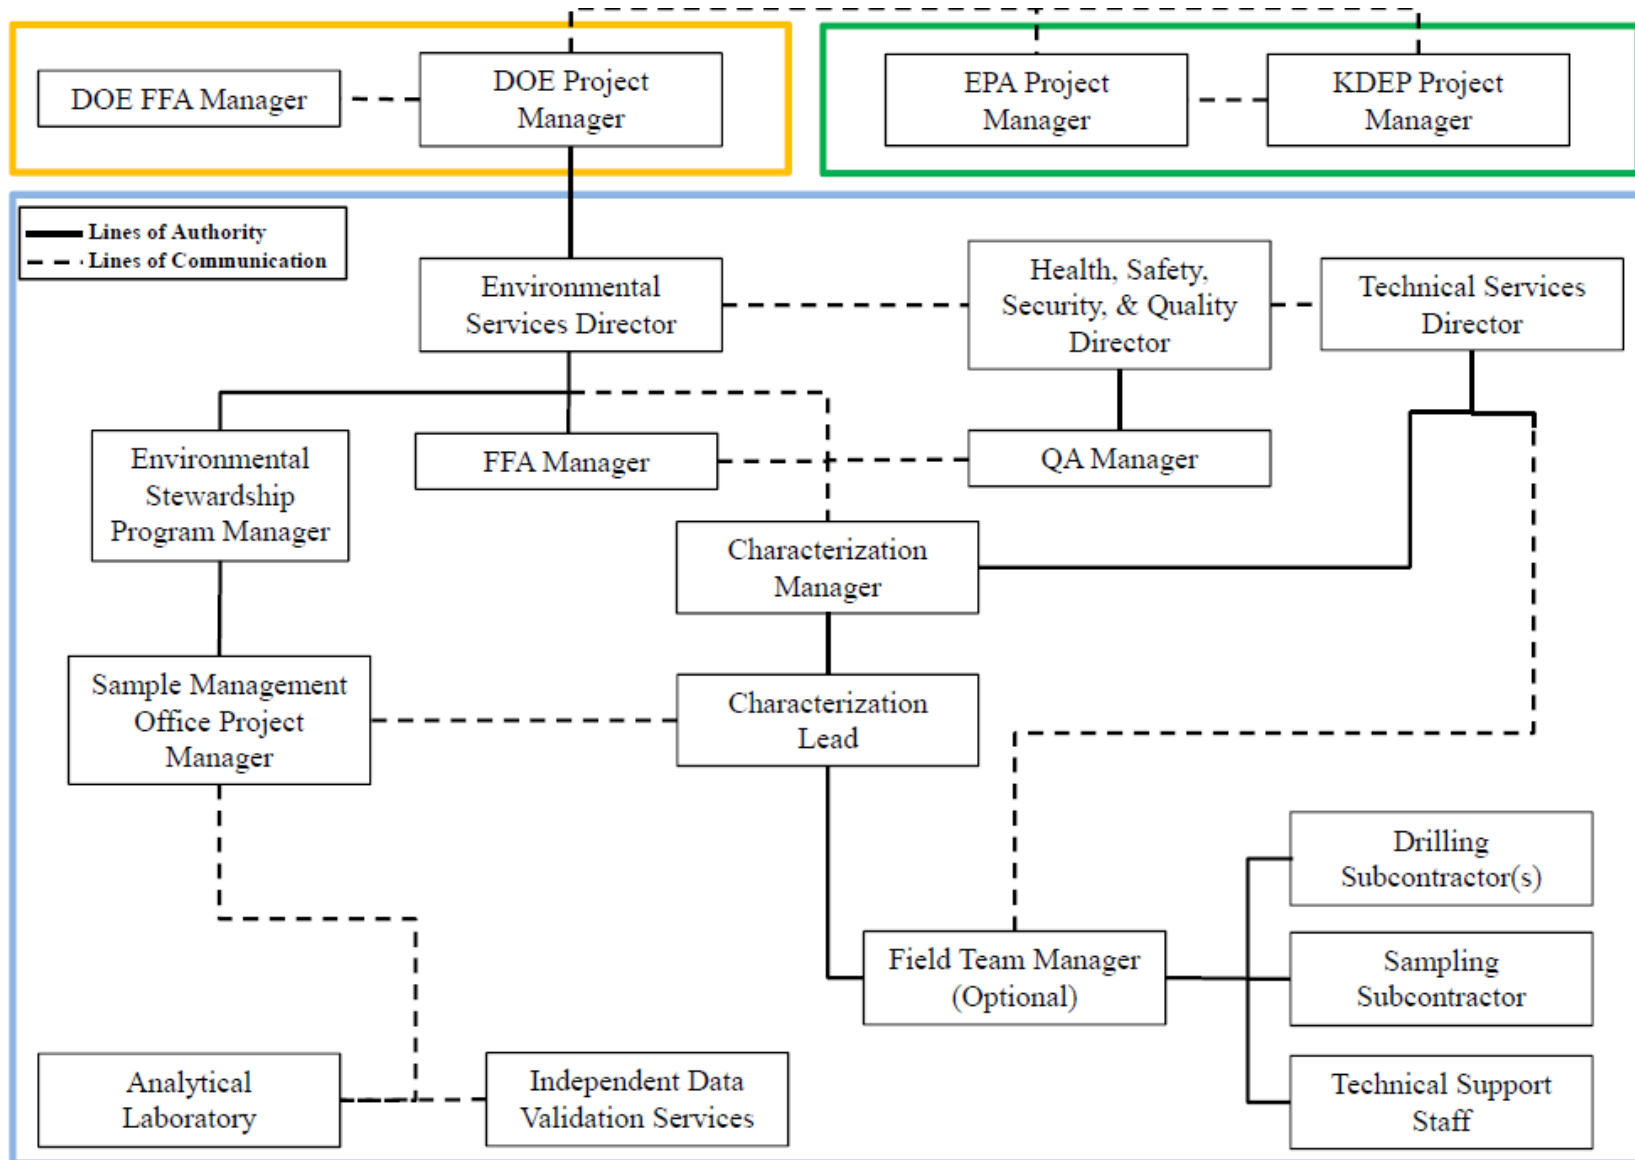 DOE FFA Manager
DOE Project
Manager
EPA Project
Manager
KDEP Project
Manager
Lines of Authority
Lines of Communication
Environmental
Services Director
Health, Safety,
Security, & Quality
Director
Technical Services
Director
Environmental
Stewardship
Program Manager
FFA Manager
QA Manager
Characterization
Manager
Sample Management
Office Project
Manager
Characterization
Lead
Drilling
Subcontractor(s)
Field Team Manager
(Optional)
Sampling
Subcontractor
Analytical
Laboratory
Independent Data
Validation Services
Technical Support
Staff